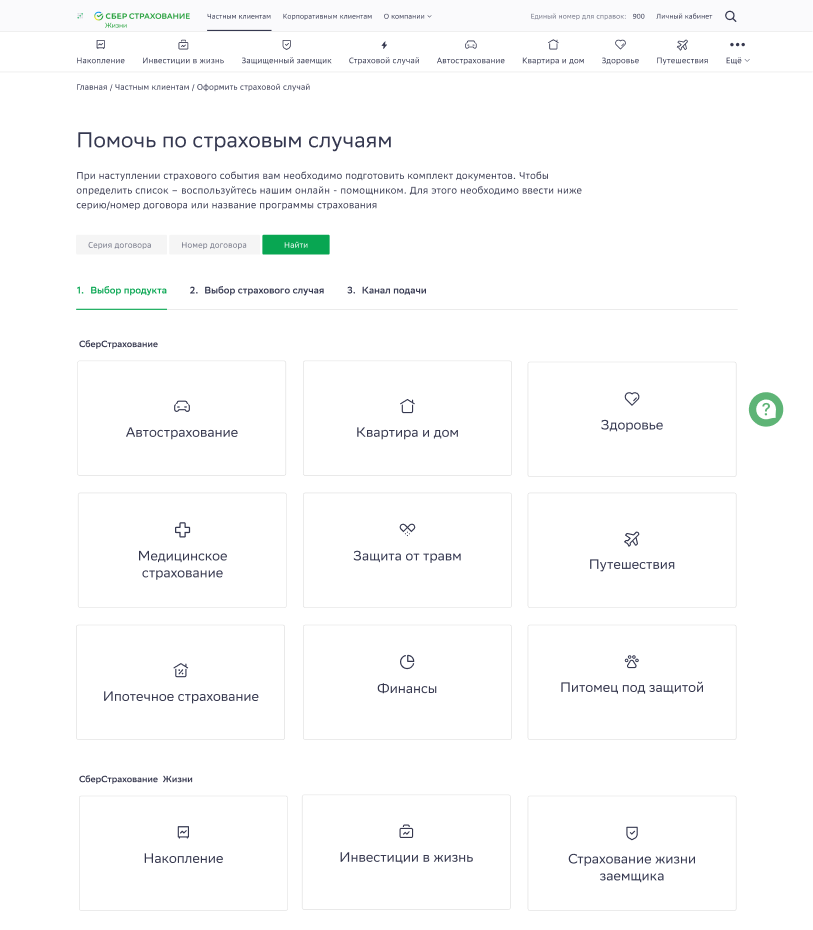 СБЕР СТРАХОВАНИЕ
Жизни
Частным клиентам
Корпоративным клиентам
О компании
Единый номер для справок: 900
Личный кабинет
Накопление
Инвестиции в жизнь
Защищенный заемщик
Страховой случай
Автострахование
Квартира и дом
Здоровье
Путешествия
Ещё
Главная / Частным клиентам / Оформить страховой случай
Помочь по страховым случаям
При наступлении страхового события вам необходимо подготовить комплект документов. Чтобы
определить список – воспользуйтесь нашим онлайн - помощником. Для этого необходимо ввести ниже
серию/номер договора или название программы страхования
Серия договора
Номер договора
Найти
1. Выбор продукта
2. Выбор страхового случая
3. Канал подачи
СберСтрахование
Автострахование
Квартира и дом
Здоровье
Медицинское
страхование
Защита от травм
Путешествия
Ипотечное страхование
Финансы
Питомец под защитой
СберСтрахование Жизни
Накопление
Инвестиции в жизнь
Страхование жизни
заемщика